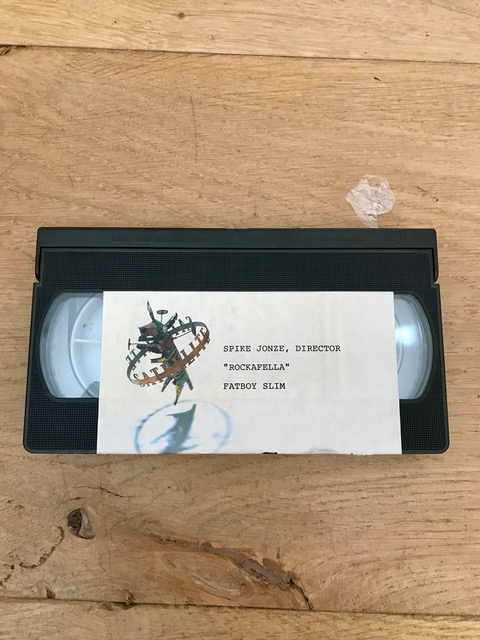 SPIKE JONZE, DIRECTOR
"ROCKAFELLA"
FATBOY SLIM